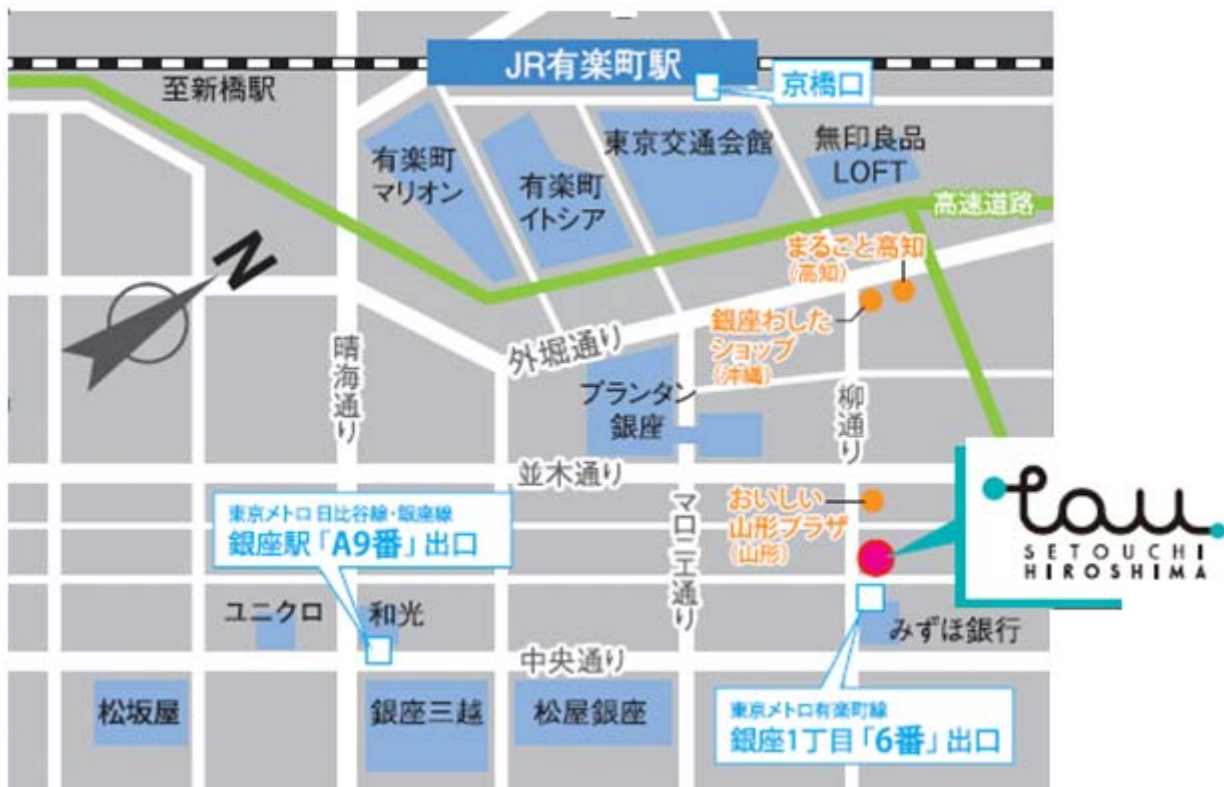 JR有楽町駅
至新橋駅
京橋口
有楽町
マリオン
有楽町
イトシア
東京交通会館
無印良品
LOFT
高速道路
まるごと高知
(高知)
N
銀座わした
ショップ
(沖縄)
外堀通り
晴海通り
プランタン
銀座
柳通り
並木通り
東京メトロ 日比谷線・銀座線
銀座駅「A9番」出口
マロニエ通り
おいしい
山形プラザ
(山形)
tau
SETOUCHI
HIROSHIMA
ユニクロ
和光
みずほ銀行
中央通り
松坂屋
銀座三越
松屋銀座
東京メトロ有楽町線
銀座1丁目「6番」出口